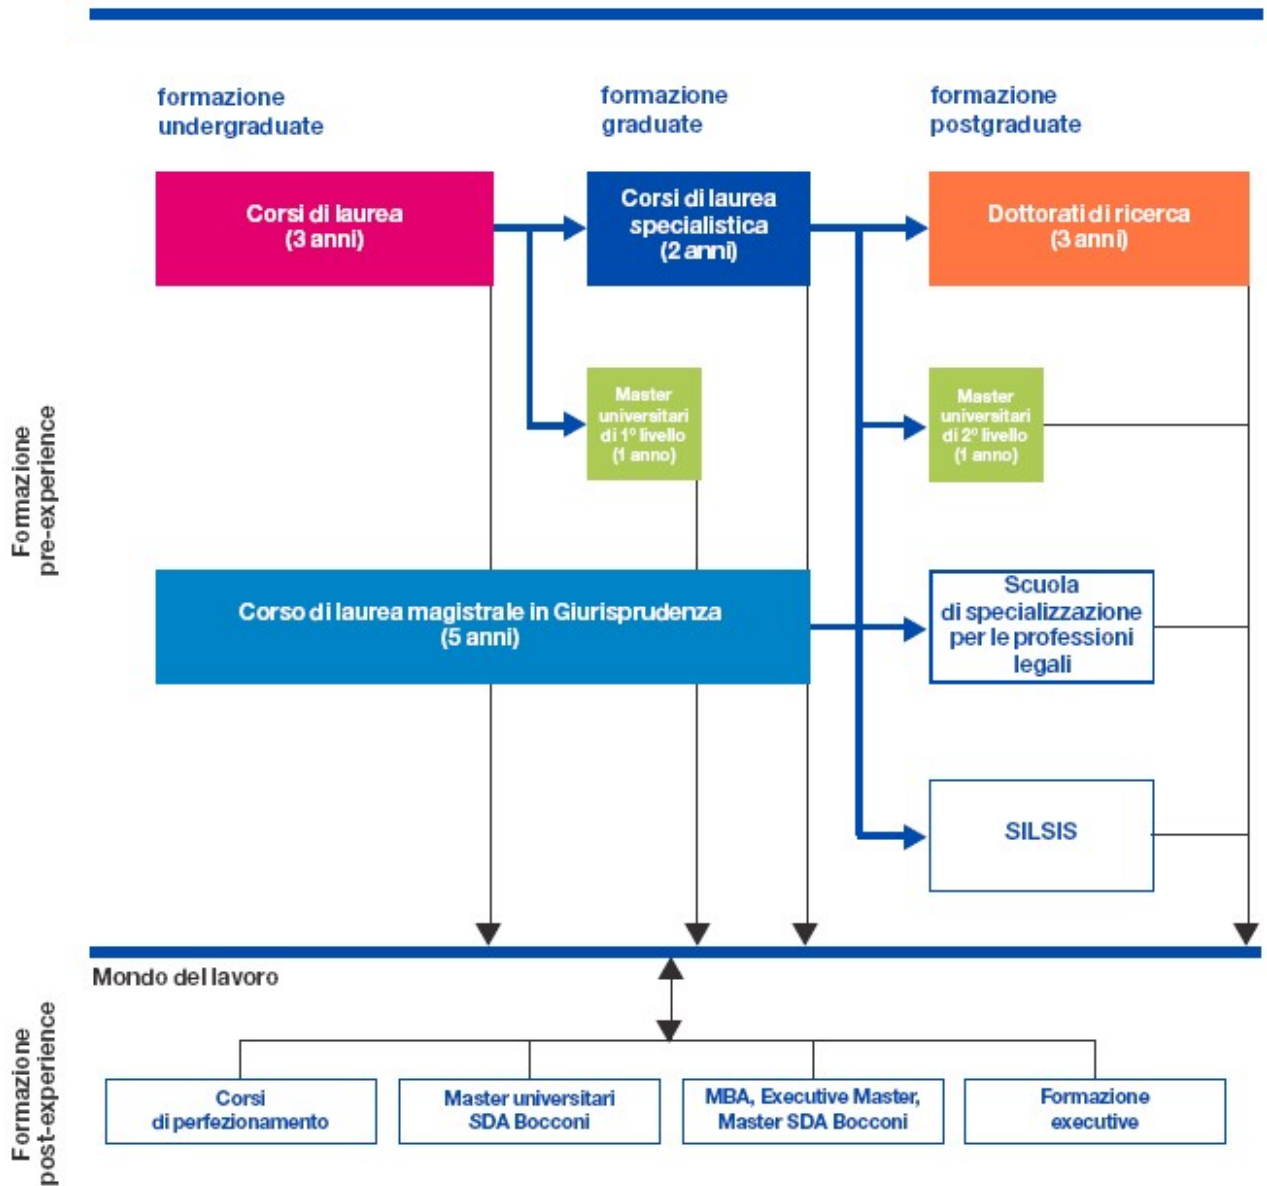 formazione
undergraduate
formazione
graduate
formazione
postgraduate
Corsi di laurea
(3 anni)
Corsi di laurea
specialistica
(2 anni)
Dottorati di ricerca
(3 anni)
Formazione
pre-experience
Master
universitari
di 1º livello
(1 anno)
Master
universitari
di 2º livello
(1 anno)
Corso di laurea magistrale in Giurisprudenza
(5 anni)
Scuola
di specializzazione
per le professioni
legali
SILSIS
Mondo del lavoro
Formazione
post-experience
Corsi
di perfezionamento
Master universitari
SDA Bocconi
MBA, Executive Master,
Master SDA Bocconi
Formazione
executive